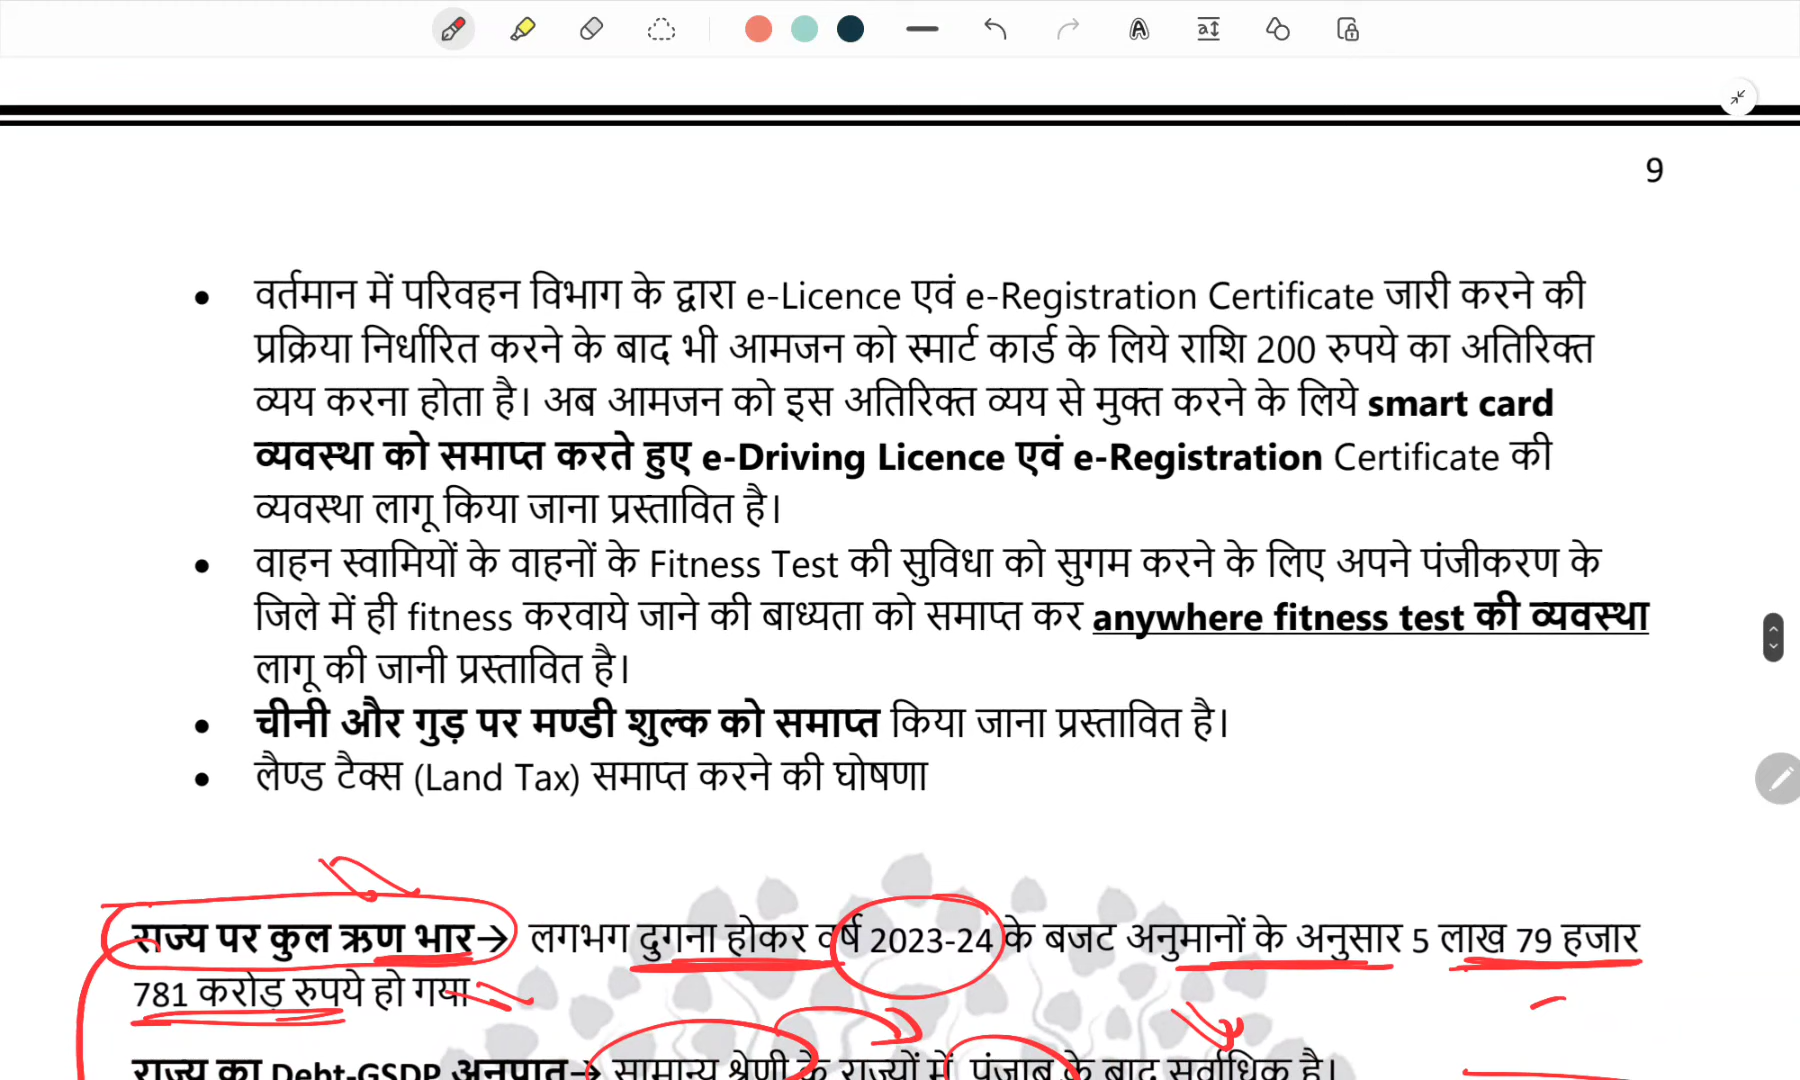 9
• वर्तमान में परिवहन विभाग के द्वारा e-Licence एवं e-Registration Certificate जारी करने की
प्रक्रिया निर्धारित करने के बाद भी आमजन को स्मार्ट कार्ड के लिये राशि 200 रुपये का अतिरिक्त
व्यय करना होता है। अब आमजन को इस अतिरिक्त व्यय से मुक्त करने के लिये smart card
व्यवस्था को समाप्त करते हुए e-Driving Licence एवं e-Registration Certificate की
व्यवस्था लागू किया जाना प्रस्तावित है।
• वाहन स्वामियों के वाहनों के Fitness Test की सुविधा को सुगम करने के लिए अपने पंजीकरण के
जिले में ही fitness करवाये जाने की बाध्यता को समाप्त कर anywhere fitness test की व्यवस्था
लागू की जानी प्रस्तावित है।
• चीनी और गुड़ पर मण्डी शुल्क को समाप्त किया जाना प्रस्तावित है।
• लैण्ड टैक्स (Land Tax) समाप्त करने की घोषणा
राज्य पर कुल ऋण भार→ लगभग दुगना होकर वर्ष 2023-24 के बजट अनुमानों के अनुसार 5 लाख 79 हजार
781 करोड़ रुपये हो गया
राज्य का Debt-GSDP अनुपात→ सामान्य श्रेणी के राज्यों में पंजाब के बाद सर्वाधिक है।